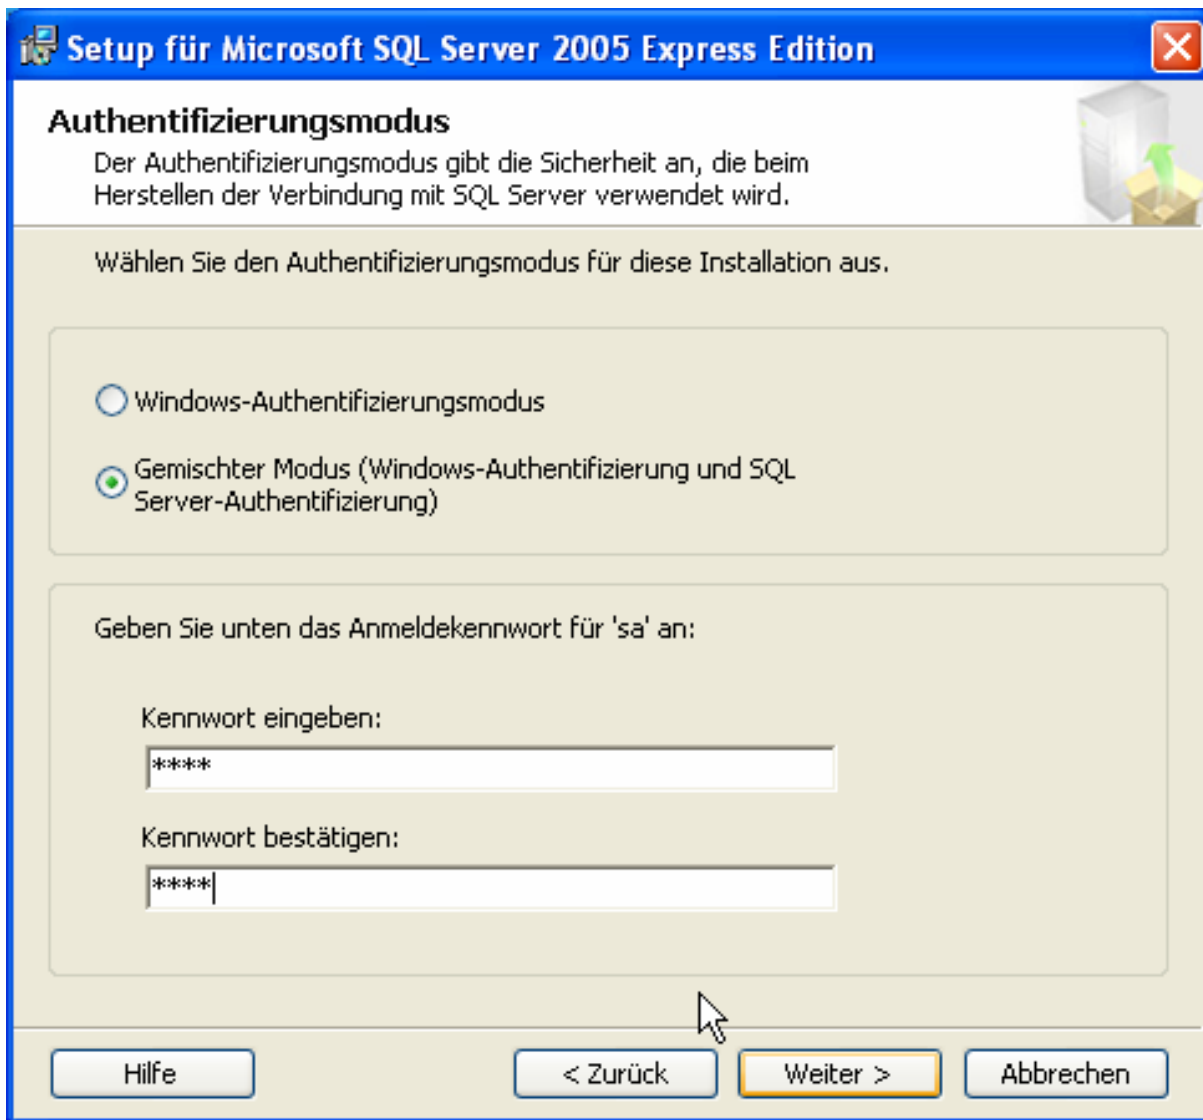 Setup für Microsoft SQL Server 2005 Express Edition
Authentifizierungsmodus
Der Authentifizierungsmodus gibt die Sicherheit an, die beim
Herstellen der Verbindung mit SQL Server verwendet wird.
Wählen Sie den Authentifizierungsmodus für diese Installation aus.
Windows-Authentifizierungsmodus
Gemischter Modus (Windows-Authentifizierung und SQL
Server-Authentifizierung)
Geben Sie unten das Anmeldekennwort für 'sa' an:
Kennwort eingeben:
****
Kennwort bestätigen:
****
Hilfe
< Zurück
Weiter >
Abbrechen